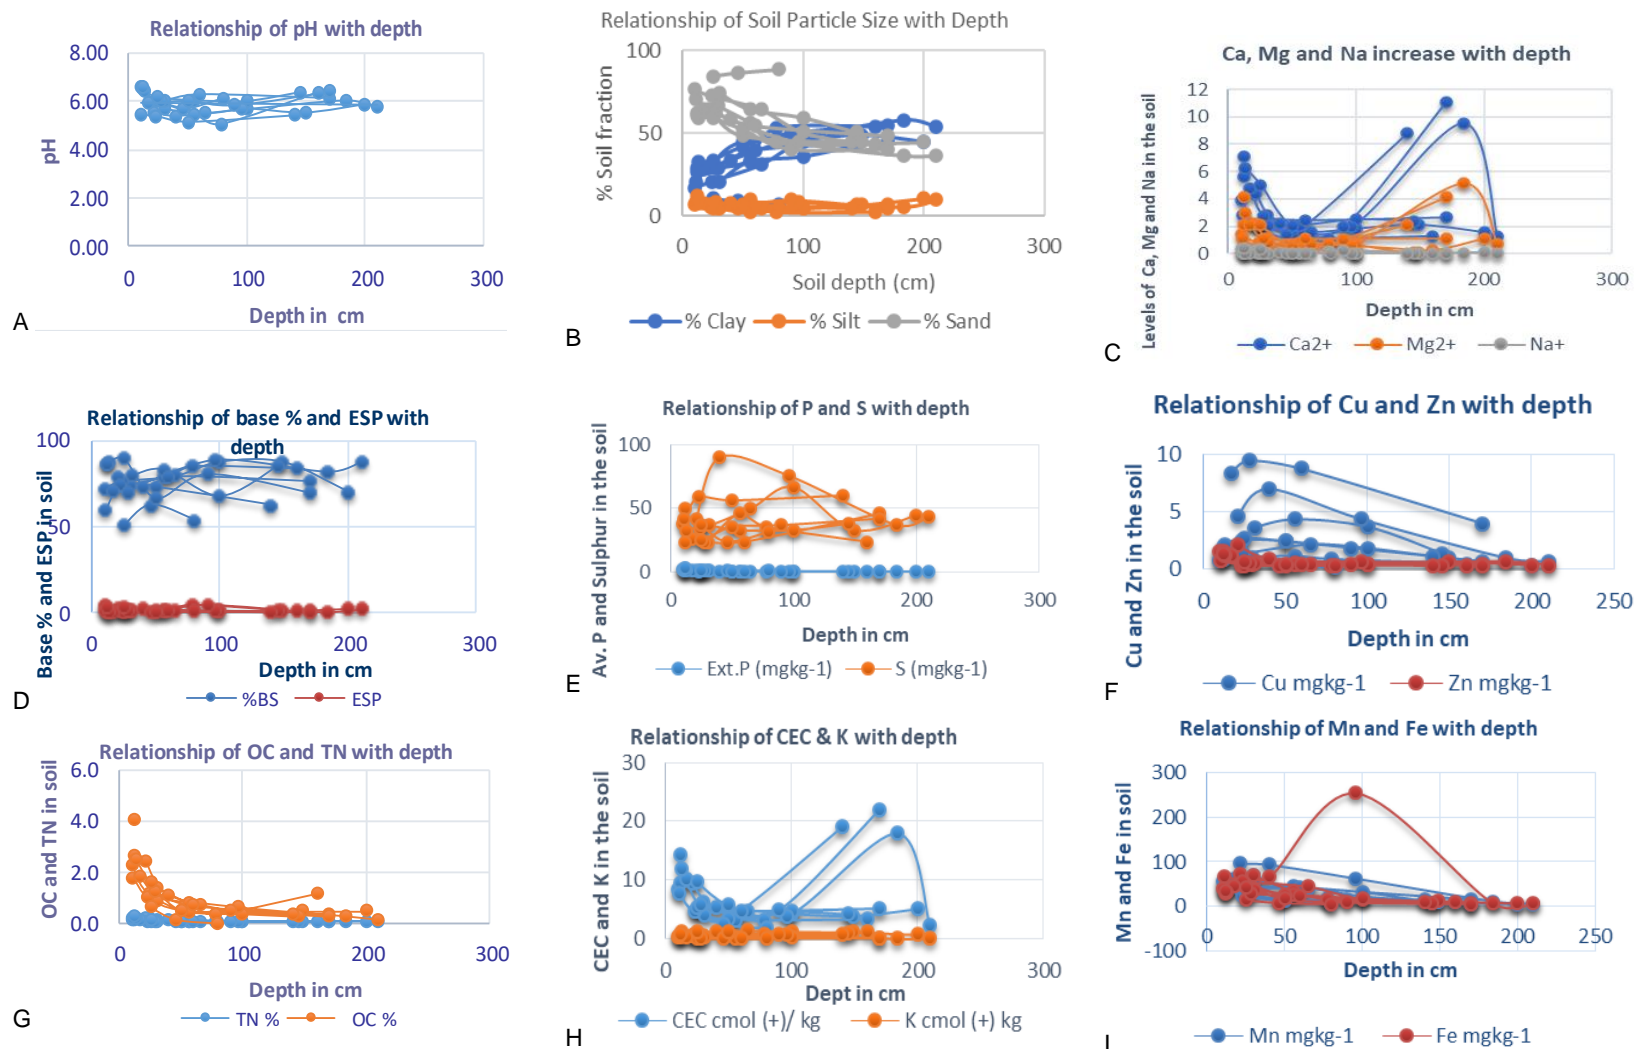 Relationship of pH with depth
8.00
6.00
4.00
2.00
0.00
pH
0
100
200
300
Depth in cm
A
Relationship of Soil Particle Size with Depth
100
50
0
% Soil fraction
0
100
200
300
Soil depth (cm)
% Clay
% Silt
% Sand
B
Ca, Mg and Na increase with depth
12
10
8
6
4
2
0
Levels of Ca, Mg and Na in the soil
0
100
200
300
Depth in cm
Ca2+
Mg2+
Na+
C
Relationship of base % and ESP with
depth
100
50
0
Base % and ESP in soil
0
100
200
300
Depth in cm
%BS
ESP
D
Relationship of P and S with depth
100
50
0
Av. P and Sulphur in the soil
0
100
200
300
Depth in cm
Ext.P (mgkg-1)
S (mgkg-1)
E
Relationship of Cu and Zn with depth
10
5
0
Cu and Zn in the soil
0
50
100
150
200
250
Depth in cm
Cu mgkg-1
Zn mgkg-1
F
Relationship of OC and TN with depth
6.0
4.0
2.0
0.0
OC and TN in soil
0
100
200
300
Depth in cm
TN %
OC %
G
Relationship of CEC & K with depth
30
20
10
0
CEC and K in the soil
0
100
200
300
Dept in cm
CEC cmol (+)/ kg
K cmol (+) kg
H
Relationship of Mn and Fe with depth
300
200
100
0
-100
Mn and Fe in soil
0
50
100
150
200
250
Depth in cm
Mn mgkg-1
Fe mgkg-1
I